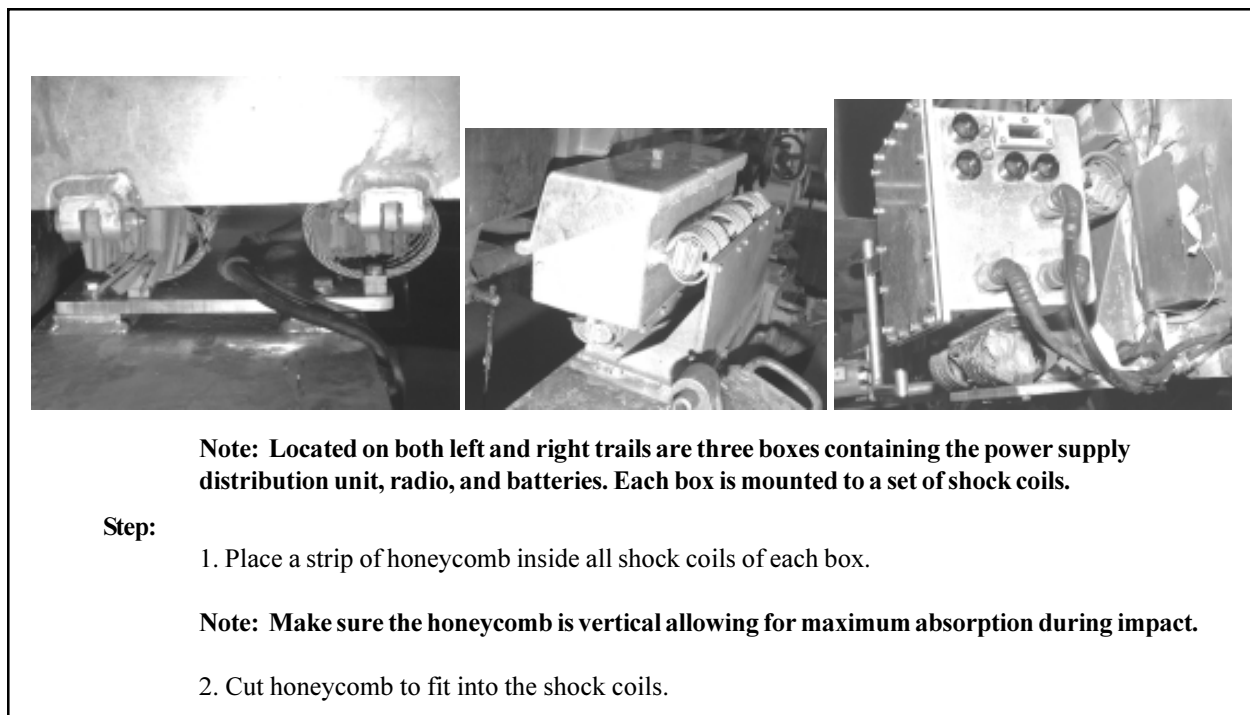 Note: Located on both left and right trails are three boxes containing the power supply
distribution unit, radio, and batteries. Each box is mounted to a set of shock coils.
Step:
1. Place a strip of honeycomb inside all shock coils of each box.
Note: Make sure the honeycomb is vertical allowing for maximum absorption during impact.
2. Cut honeycomb to fit into the shock coils.